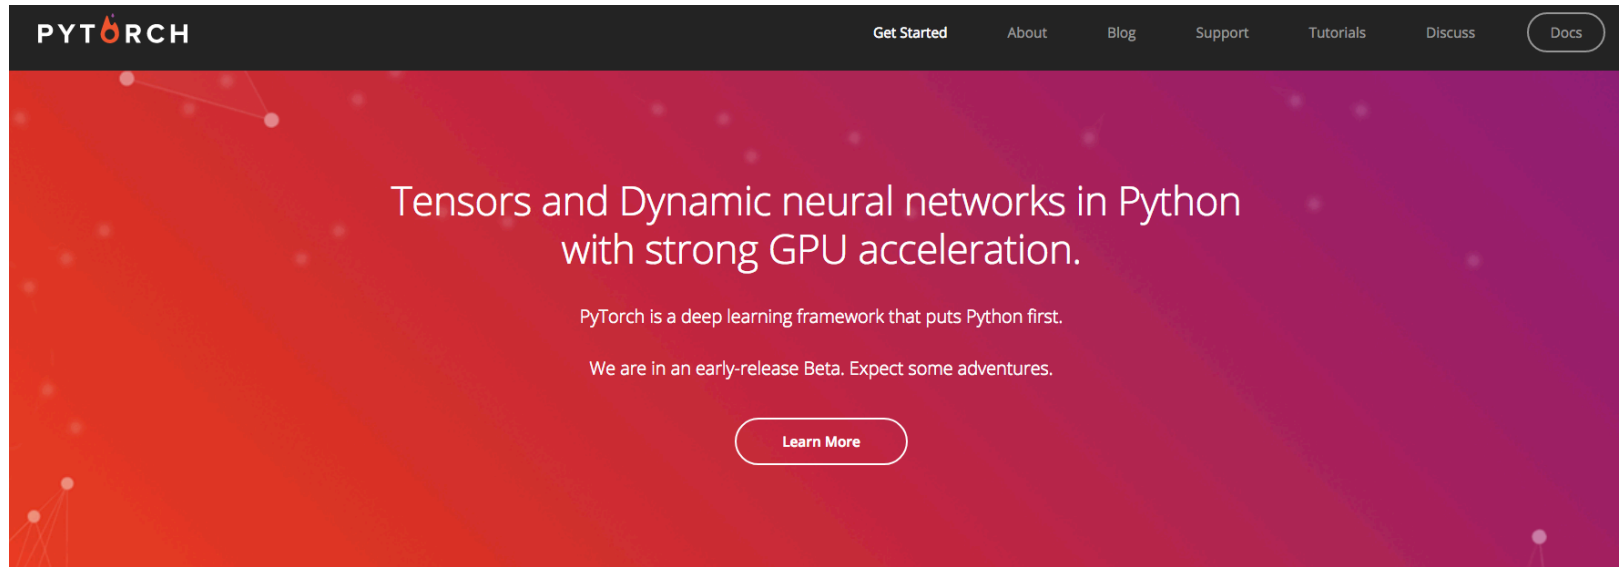 PYTORCH
Get Started About Blog Support Tutorials Discuss Docs
Tensors and Dynamic neural networks in Python
with strong GPU acceleration.
PyTorch is a deep learning framework that puts Python first.
We are in an early-release Beta. Expect some adventures.
Learn More